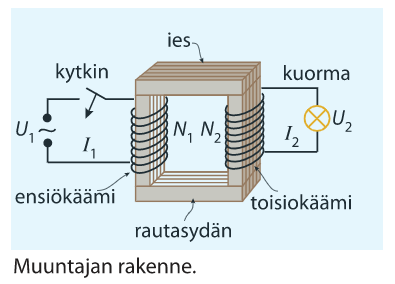 ies
kytkin
kuorma
U₁
~
I₁
N₁
N₂
I₂
U₂
ensiökäämi
toisiokäämi
rautasydän
Muuntajan rakenne.